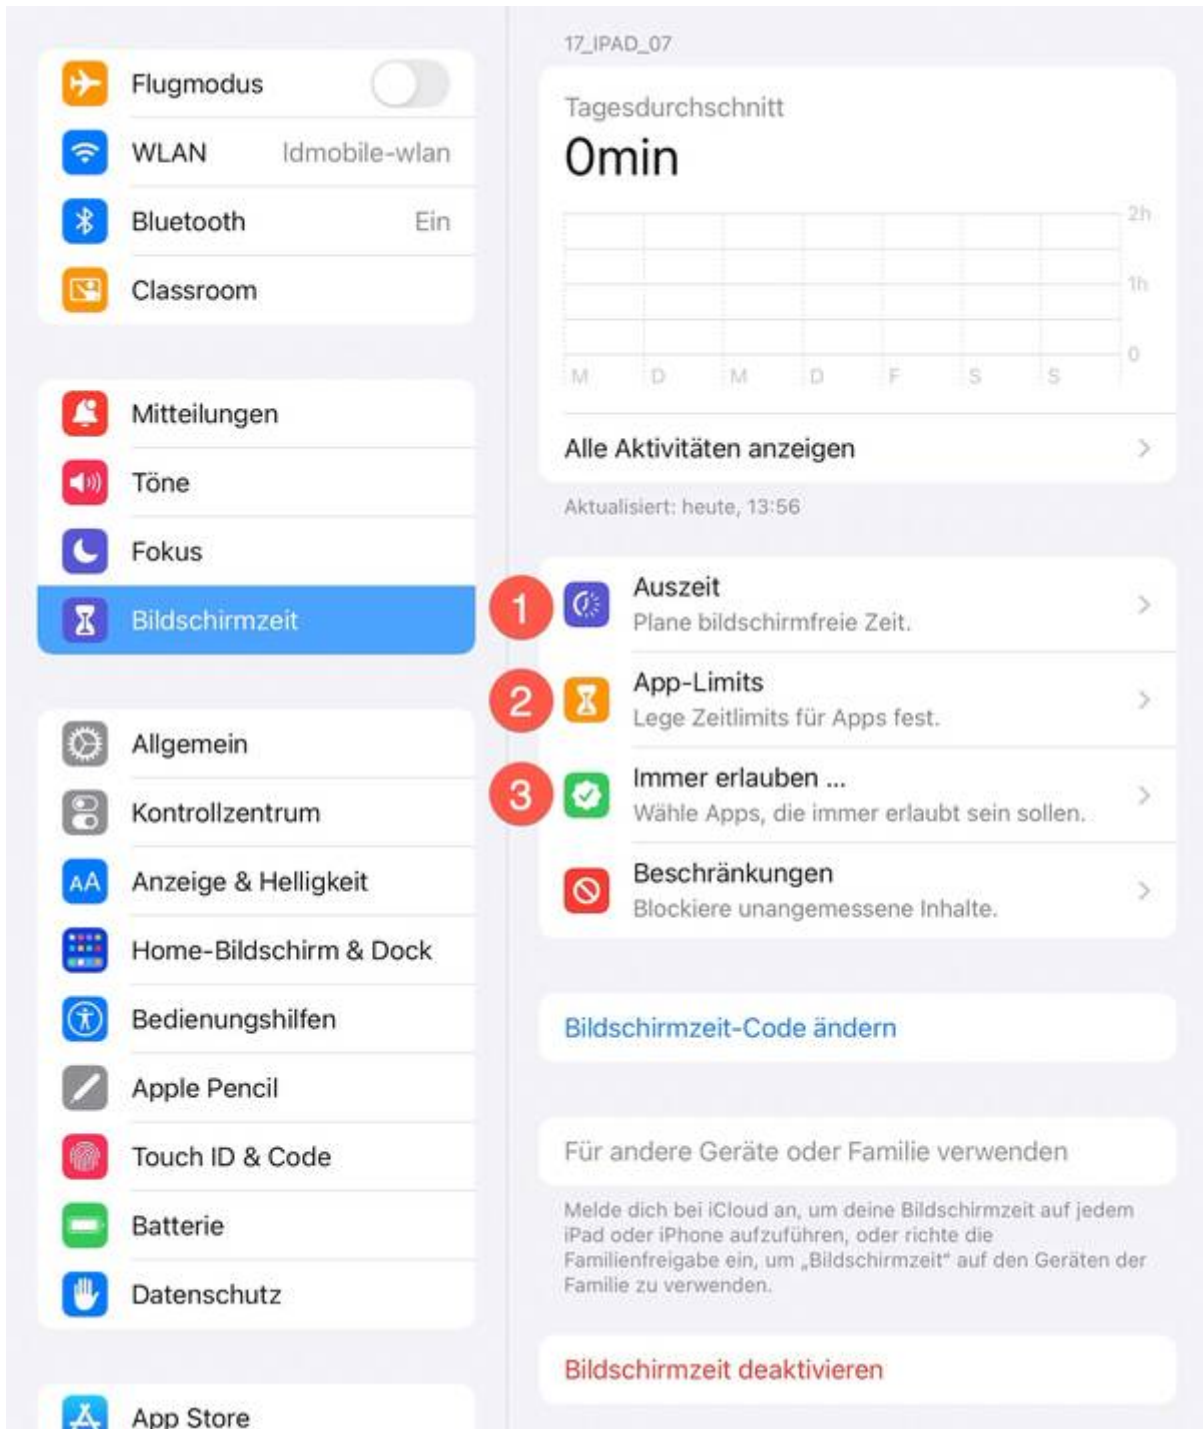 Flugmodus
WLAN ldmobile-wlan
Bluetooth Ein
Classroom
Mitteilungen
Töne
Fokus
Bildschirmzeit
Allgemein
Kontrollzentrum
AA Anzeige & Helligkeit
Home-Bildschirm & Dock
Bedienungshilfen
Apple Pencil
Touch ID & Code
Batterie
Datenschutz
App Store
17_IPAD_07
Tagesdurchschnitt
0min
2h
1h
0
M D M D F S S
Alle Aktivitäten anzeigen
Aktualisiert: heute, 13:56
1 Auszeit
Plane bildschirmfreie Zeit.
2 App-Limits
Lege Zeitlimits für Apps fest.
3 Immer erlauben ...
Wähle Apps, die immer erlaubt sein sollen.
Beschränkungen
Blockiere unangemessene Inhalte.
Bildschirmzeit-Code ändern
Für andere Geräte oder Familie verwenden
Melde dich bei iCloud an, um deine Bildschirmzeit auf jedem
iPad oder iPhone aufzuführen, oder richte die
Familienfreigabe ein, um „Bildschirmzeit“ auf den Geräten der
Familie zu verwenden.
Bildschirmzeit deaktivieren